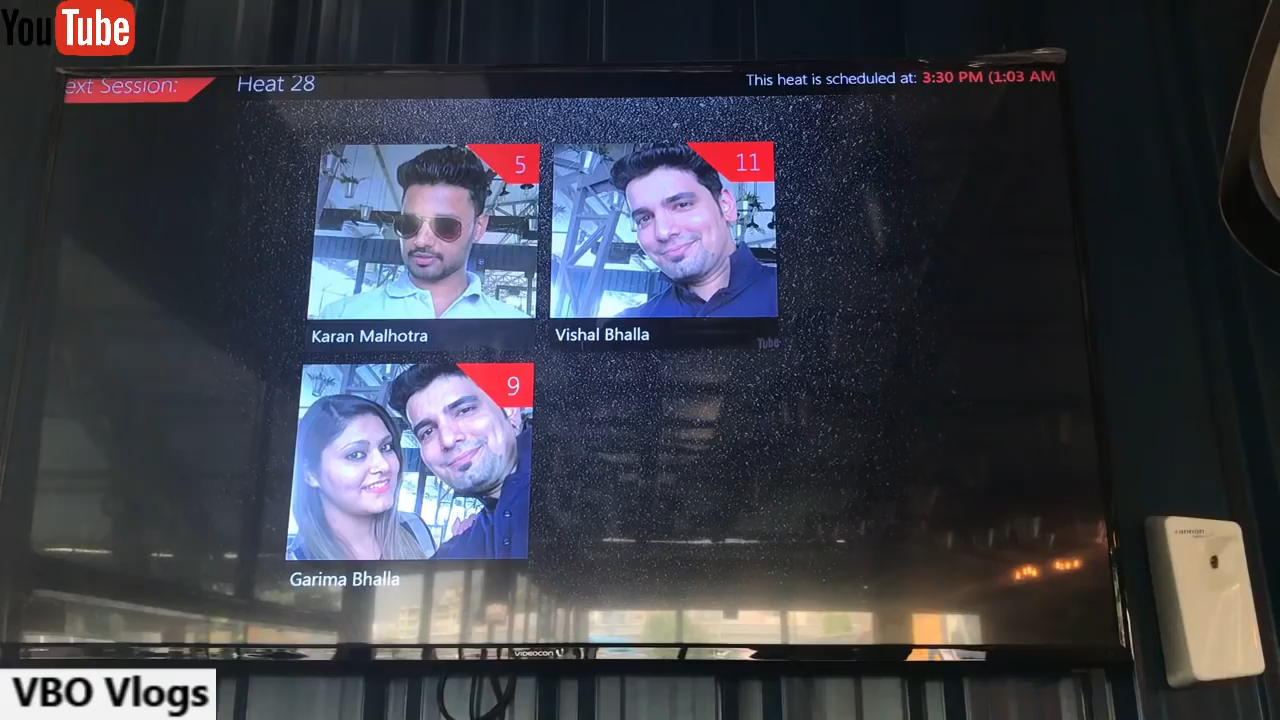 YouTube
ext Session: Heat 28 This heat is scheduled at: 3:30 PM (1:03 AM
5
11
Karan Malhotra
Vishal Bhalla
Tube
9
Garima Bhalla
VIDEOCON
VBO Vlogs